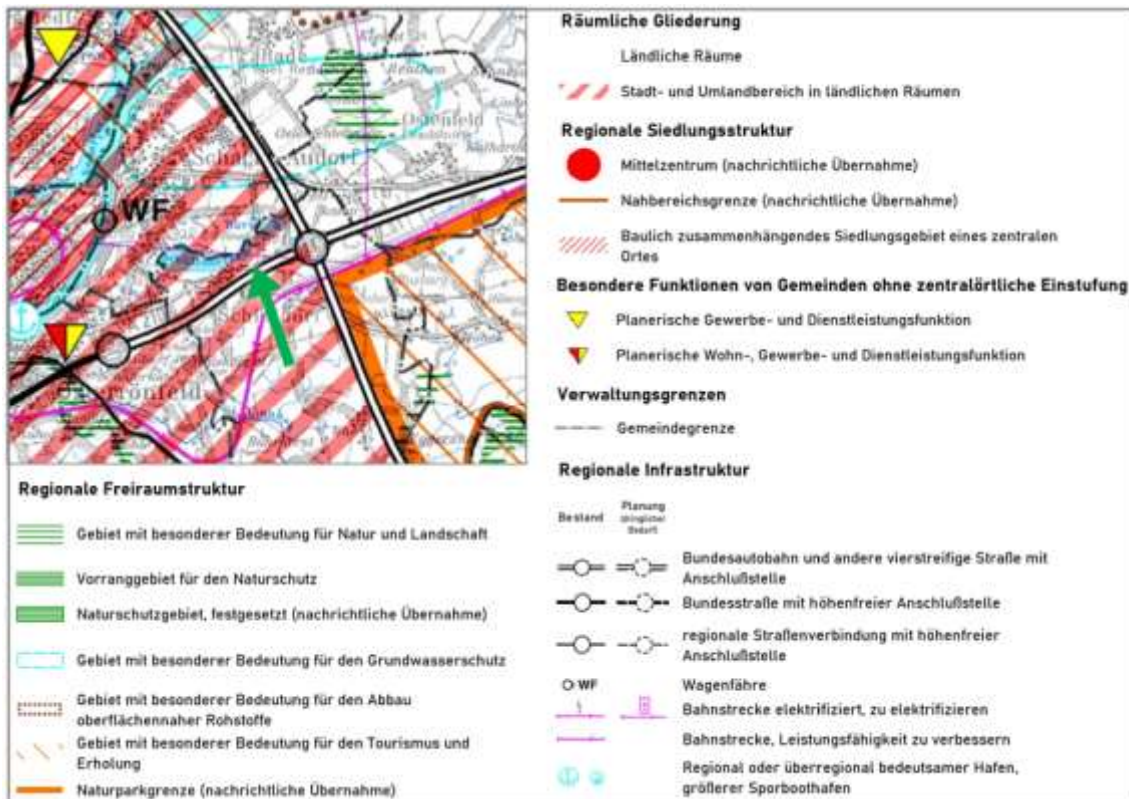 WF
Räumliche Gliederung
Ländliche Räume
Stadt- und Umlandbereich in ländlichen Räumen
Regionale Siedlungsstruktur
Mittelzentrum (nachrichtliche Übernahme)
Nahbereichsgrenze (nachrichtliche Übernahme)
Baulich zusammenhängendes Siedlungsgebiet eines zentralen
Ortes
Besondere Funktionen von Gemeinden ohne zentralörtliche Einstufung
Planerische Gewerbe- und Dienstleistungsfunktion
Planerische Wohn-, Gewerbe- und Dienstleistungsfunktion
Verwaltungsgrenzen
Gemeindegrenze
Regionale Infrastruktur
Bestand
Planung
Bundesautobahn und andere vierstreifige Straße mit
Anschlußstelle
Bundesstraße mit höhenfreier Anschlußstelle
regionale Straßenverbindung mit höhenfreier
Anschlußstelle
WF Wagenfähre
Bahnstrecke elektrifiziert, zu elektrifizieren
Bahnstrecke, Leistungsfähigkeit zu verbessern
Regional oder überregional bedeutsamer Hafen,
größerer Sporboothafen
Regionale Freiraumstruktur
Gebiet mit besonderer Bedeutung für Natur und Landschaft
Vorranggebiet für den Naturschutz
Naturschutzgebiet, festgesetzt (nachrichtliche Übernahme)
Gebiet mit besonderer Bedeutung für den Grundwasserschutz
Gebiet mit besonderer Bedeutung für den Abbau
oberflächennaher Rohstoffe
Gebiet mit besonderer Bedeutung für den Tourismus und
Erholung
Naturparkgrenze (nachrichtliche Übernahme)